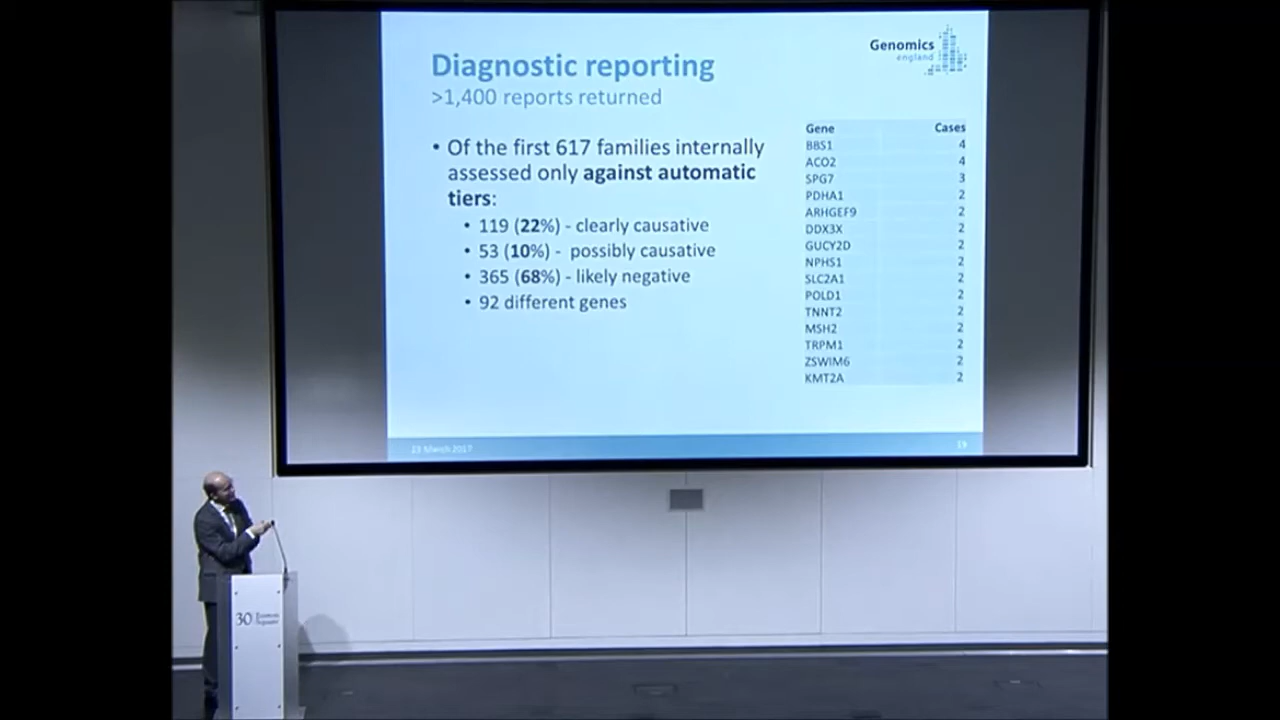 Diagnostic reporting
>1,400 reports returned
Genomics
england
• Of the first 617 families internally
assessed only against automatic
tiers:
• 119 (22%) - clearly causative
• 53 (10%) - possibly causative
• 365 (68%) - likely negative
• 92 different genes
Gene Cases
BBS1 4
ACO2 4
SPG7 3
PDHA1 2
ARHGEF9 2
DDX3X 2
GUCY2D 2
NPHS1 2
SLC2A1 2
POLD1 2
TNNT2 2
MSH2 2
TRPM1 2
ZSWIM6 2
KMT2A 2
23 March 2017
19
30